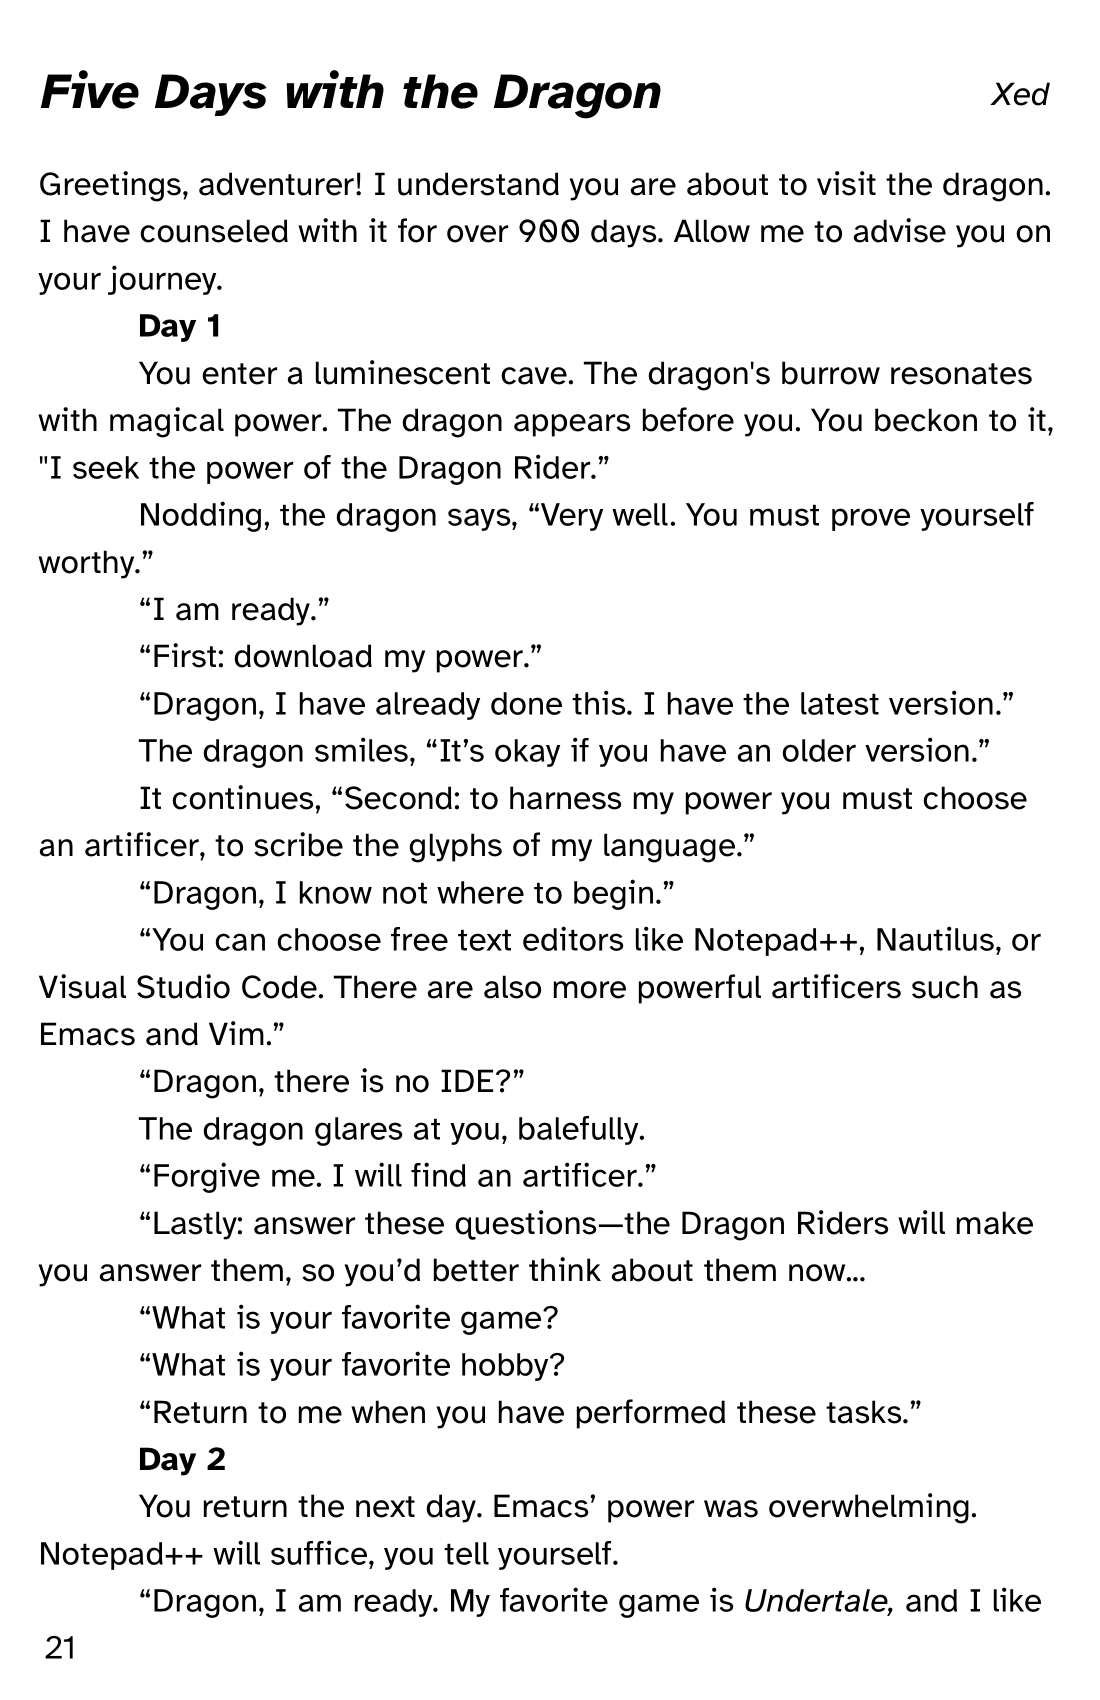 Five Days with the Dragon Xed
Greetings, adventurer! I understand you are about to visit the dragon.
I have counseled with it for over 900 days. Allow me to advise you on
your journey.
Day 1
You enter a luminescent cave. The dragon's burrow resonates
with magical power. The dragon appears before you. You beckon to it,
"I seek the power of the Dragon Rider.”
Nodding, the dragon says, “Very well. You must prove yourself
worthy.”
“I am ready.”
“First: download my power.”
“Dragon, I have already done this. I have the latest version.”
The dragon smiles, “It’s okay if you have an older version.”
It continues, “Second: to harness my power you must choose
an artificer, to scribe the glyphs of my language.”
“Dragon, I know not where to begin.”
“You can choose free text editors like Notepad++, Nautilus, or
Visual Studio Code. There are also more powerful artificers such as
Emacs and Vim.”
“Dragon, there is no IDE?”
The dragon glares at you, balefully.
“Forgive me. I will find an artificer.”
“Lastly: answer these questions—the Dragon Riders will make
you answer them, so you’d better think about them now...
“What is your favorite game?
“What is your favorite hobby?
“Return to me when you have performed these tasks.”
Day 2
You return the next day. Emacs’ power was overwhelming.
Notepad++ will suffice, you tell yourself.
“Dragon, I am ready. My favorite game is Undertale, and I like
21